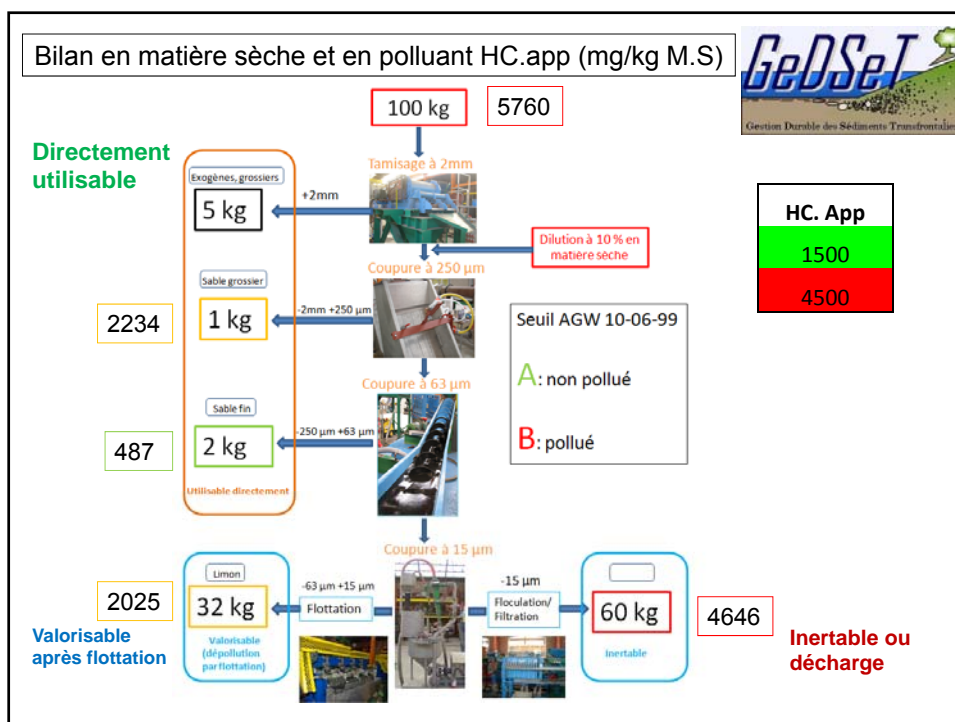 Bilan en matière sèche et en polluant HC.app (mg/kg M.S)
GeDSeT
Gestion Durable des Sédiments Transfrontaliers
100 kg
5760
Directement
utilisable
Tamisage à 2mm
Exogènes, grossiers
5 kg
+2mm
HC. App
1500
4500
Dilution à 10 % en
matière sèche
Coupure à 250 µm
Sable grossier
2234
1 kg
-2mm +250 µm
Seuil AGW 10-06-99
A: non pollué
B: pollué
Coupure à 63 µm
Sable fin
487
2 kg
-250 µm +63 µm
Utilisable directement
Coupure à 15 µm
Limon
2025
32 kg
-63 µm +15 µm
Flottation
-15 µm
Floculation/
Filtration
60 kg
4646
Valorisable
après flottation
Valorisable
(dépollution
par flottation)
Inertable
Inertable ou
décharge